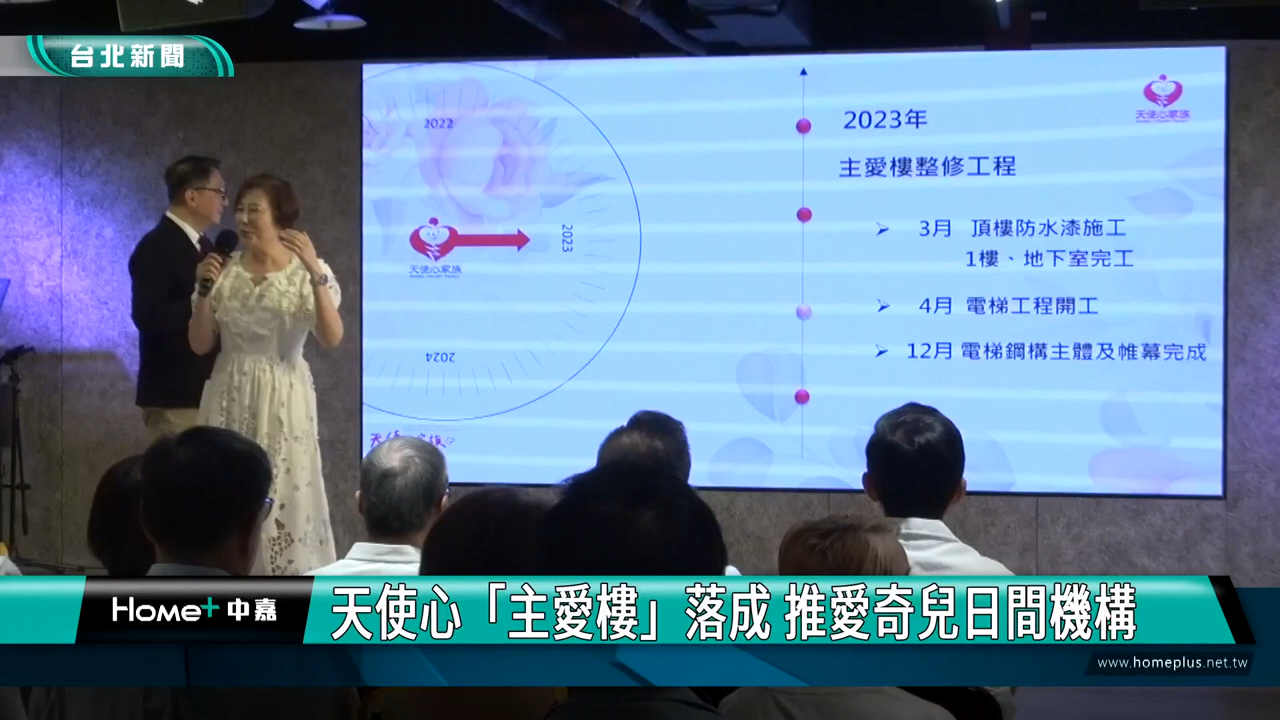 台北新聞
2022
2023
2024
天使心家族
天使心家族
2023年
主愛樓整修工程
➢ 3月 頂樓防水漆施工
1樓、地下室完工
➢ 4月 電梯工程開工
➢ 12月 電梯鋼構主體及帷幕完成
Home+中嘉
天使心「主愛樓」落成 推愛奇兒日間機構
www.homeplus.net.tw